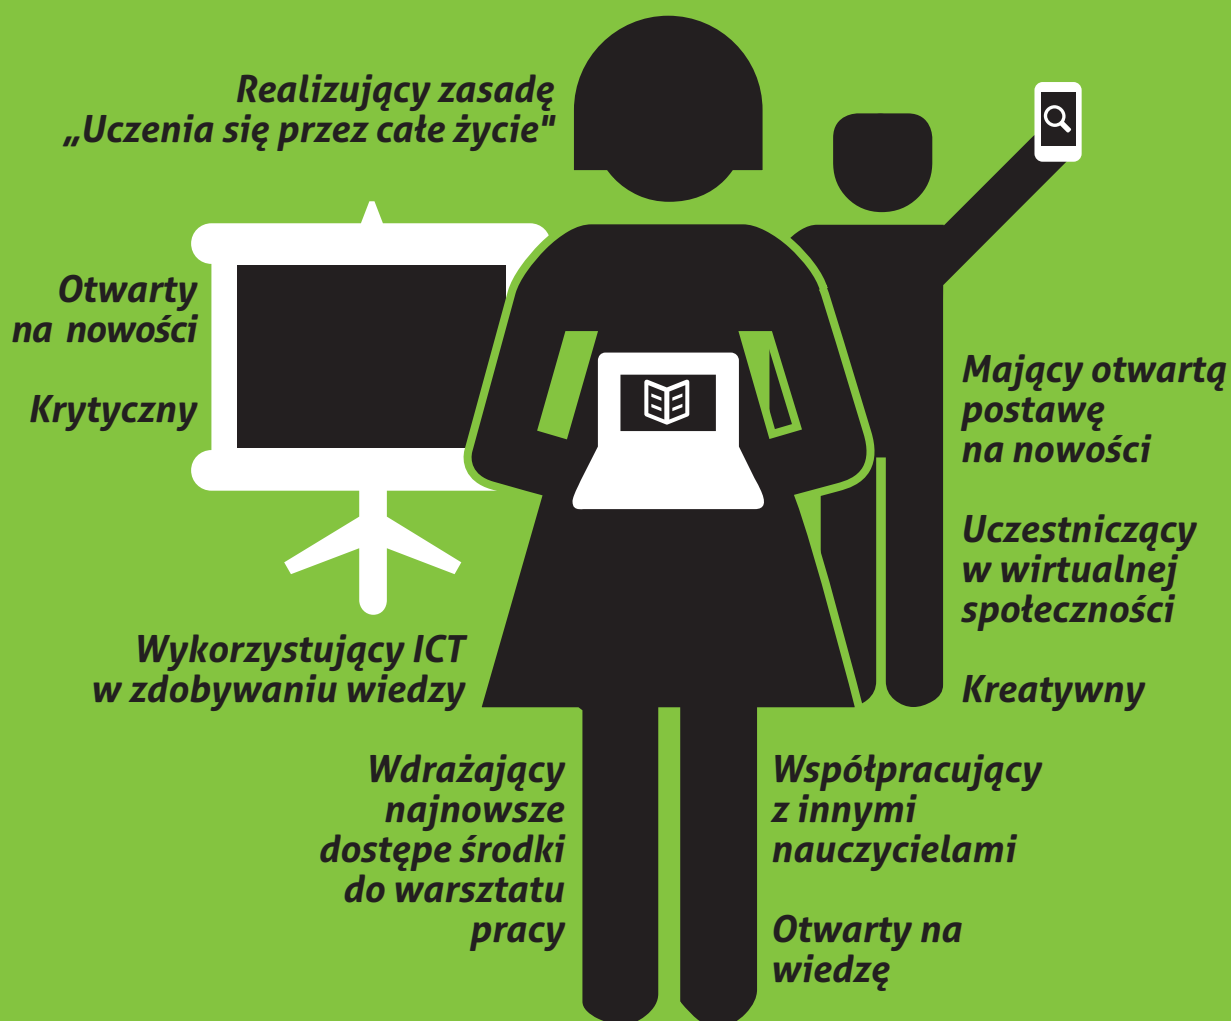 Realizujący zasadę
„Uczenia się przez całe życie"
Otwarty
na nowości
Krytyczny
Mający otwartą
postawę
na nowości
Uczestniczący
w wirtualnej
społeczności
Kreatywny
Wykorzystujący ICT
w zdobywaniu wiedzy
Wdrażający
najnowsze
dostępe środki
do warsztatu
pracy
Współpracujący
z innymi
nauczycielami
Otwarty na
wiedzę